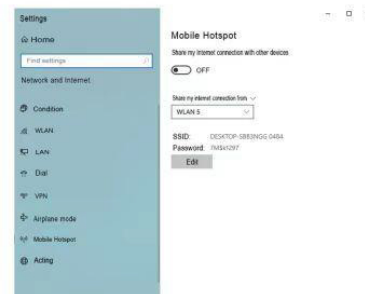 Settings
Home
Find settings
Network and Internet
Condition
WLAN
LAN
Dial
VPN
Airplane mode
Mobile Hotspot
Acting
Mobile Hotspot
Share my Internet connection with other devices
OFF
Share my internet connection from
WLAN 5
SSID:
Password:
Edit